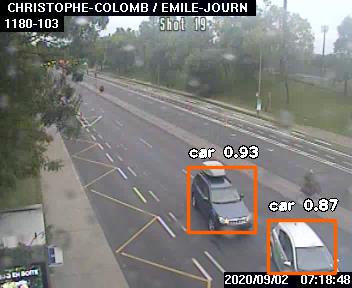 CHRISTOPHE-COLOMB / EMILE-JOURN
1180-103
Shot 19
car 0.93
car 0.87
2020/09/02 07:18:48